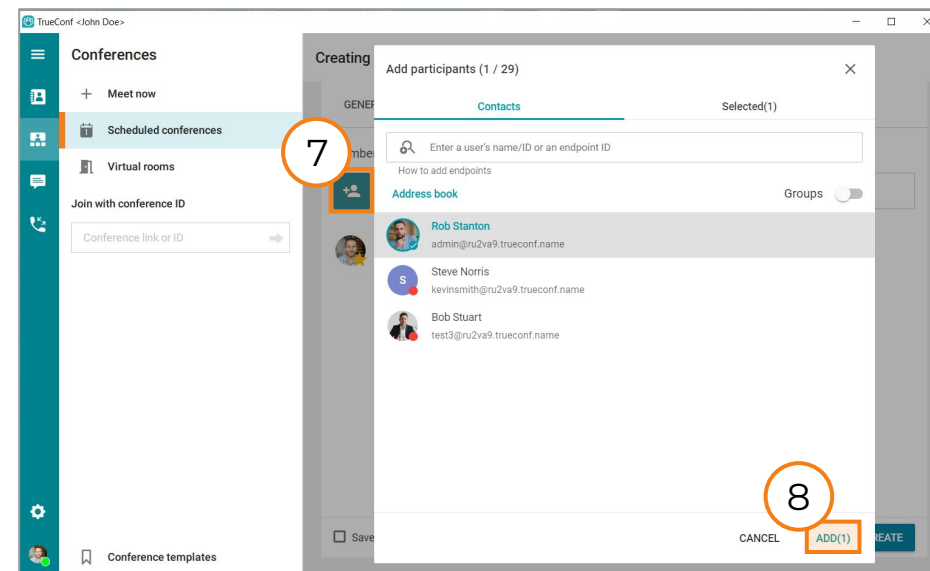 TrueConf <John Doe>
Conferences
Meet now
Scheduled conferences
1
Virtual rooms
Join with conference ID
Conference link or ID
Conference templates
Creating
7
Save
Add participants (1 / 29)
Contacts
Selected(1)
Enter a user's name/ID or an endpoint ID
How to add endpoints
Address book
Groups
Rob Stanton
admin@ru2va9.trueconf.name
S
Steve Norris
kevinsmith@ru2va9.trueconf.name
Bob Stuart
test3@ru2va9.trueconf.name
8
CANCEL
ADD(1)